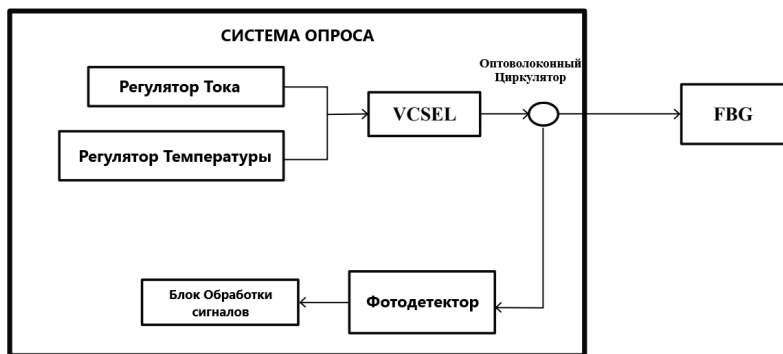 СИСТЕМА ОПРОСА
Оптоволоконный
Циркулятор
Регулятор Тока
VCSEL
FBG
Регулятор Температуры
Блок Обработки
сигналов
Фотодетектор